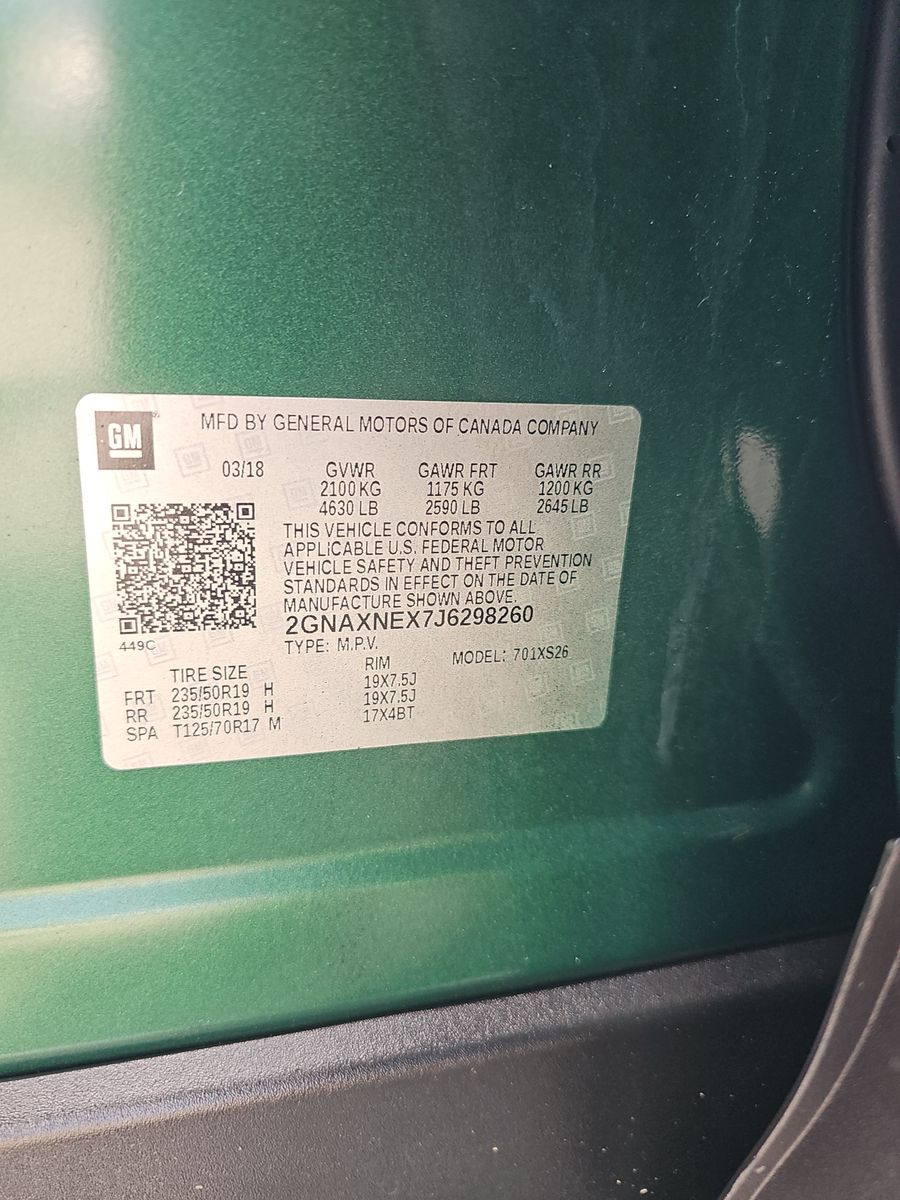 GM
MFD BY GENERAL MOTORS OF CANADA COMPANY
03/18 GVWR GAWR FRT GAWR RR
2100 KG 1175 KG 1200 KG
4630 LB 2590 LB 2645 LB
THIS VEHICLE CONFORMS TO ALL
APPLICABLE U.S. FEDERAL MOTOR
VEHICLE SAFETY AND THEFT PREVENTION
STANDARDS IN EFFECT ON THE DATE OF
MANUFACTURE SHOWN ABOVE.
2GNAXNEX7J6298260
449C
TYPE: M.P.V. MODEL: 701XS26
TIRE SIZE RIM
FRT 235/50R19 H 19X7.5J
RR 235/50R19 H 19X7.5J
SPA T125/70R17 M 17X4BT